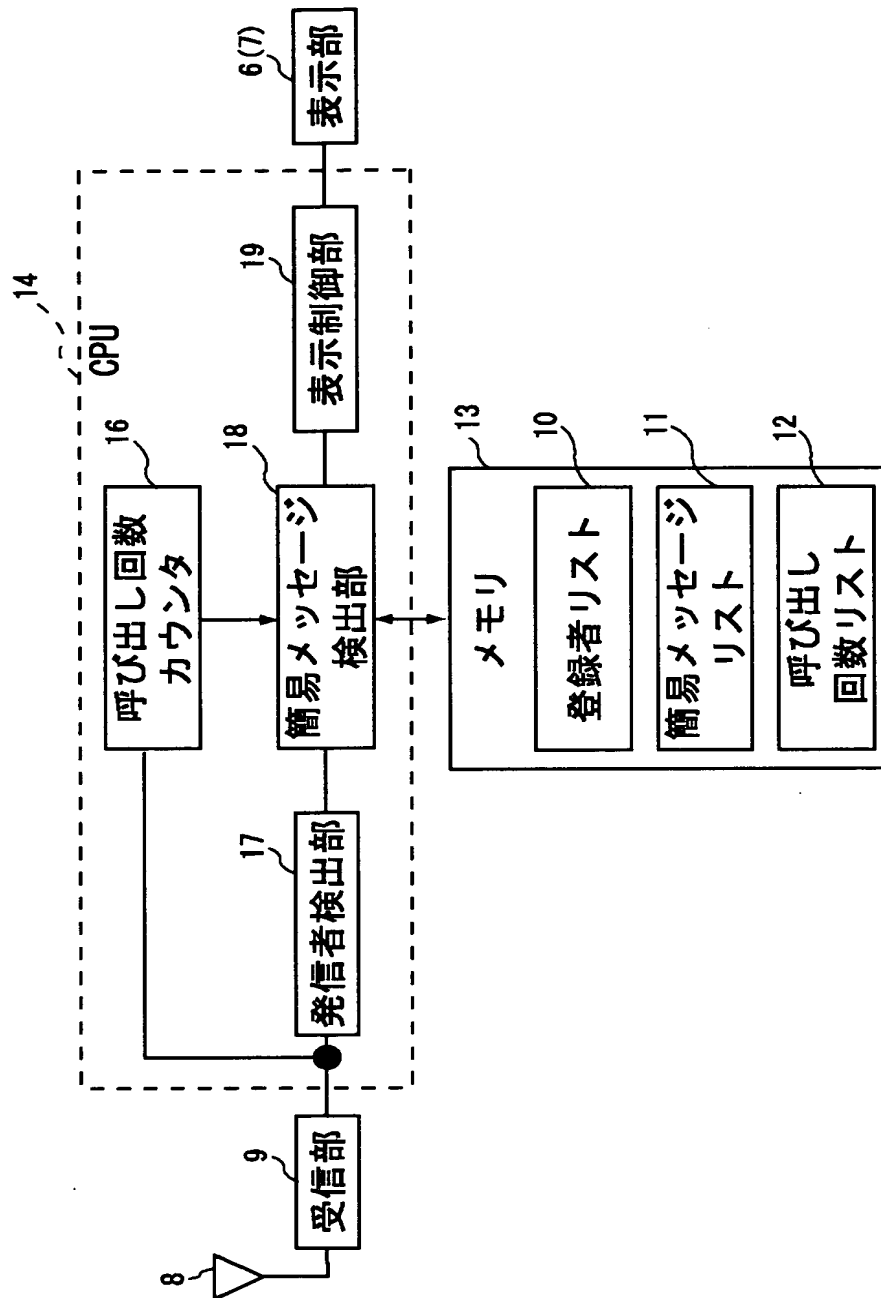 14
CPU
16
呼び出し回数
カウンタ
8
9
受信部
17
発信者検出部
18
簡易メッセージ
検出部
19
表示制御部
6(7)
表示部
13
メモリ
10
登録者リスト
11
簡易メッセージ
リスト
12
呼び出し
回数リスト